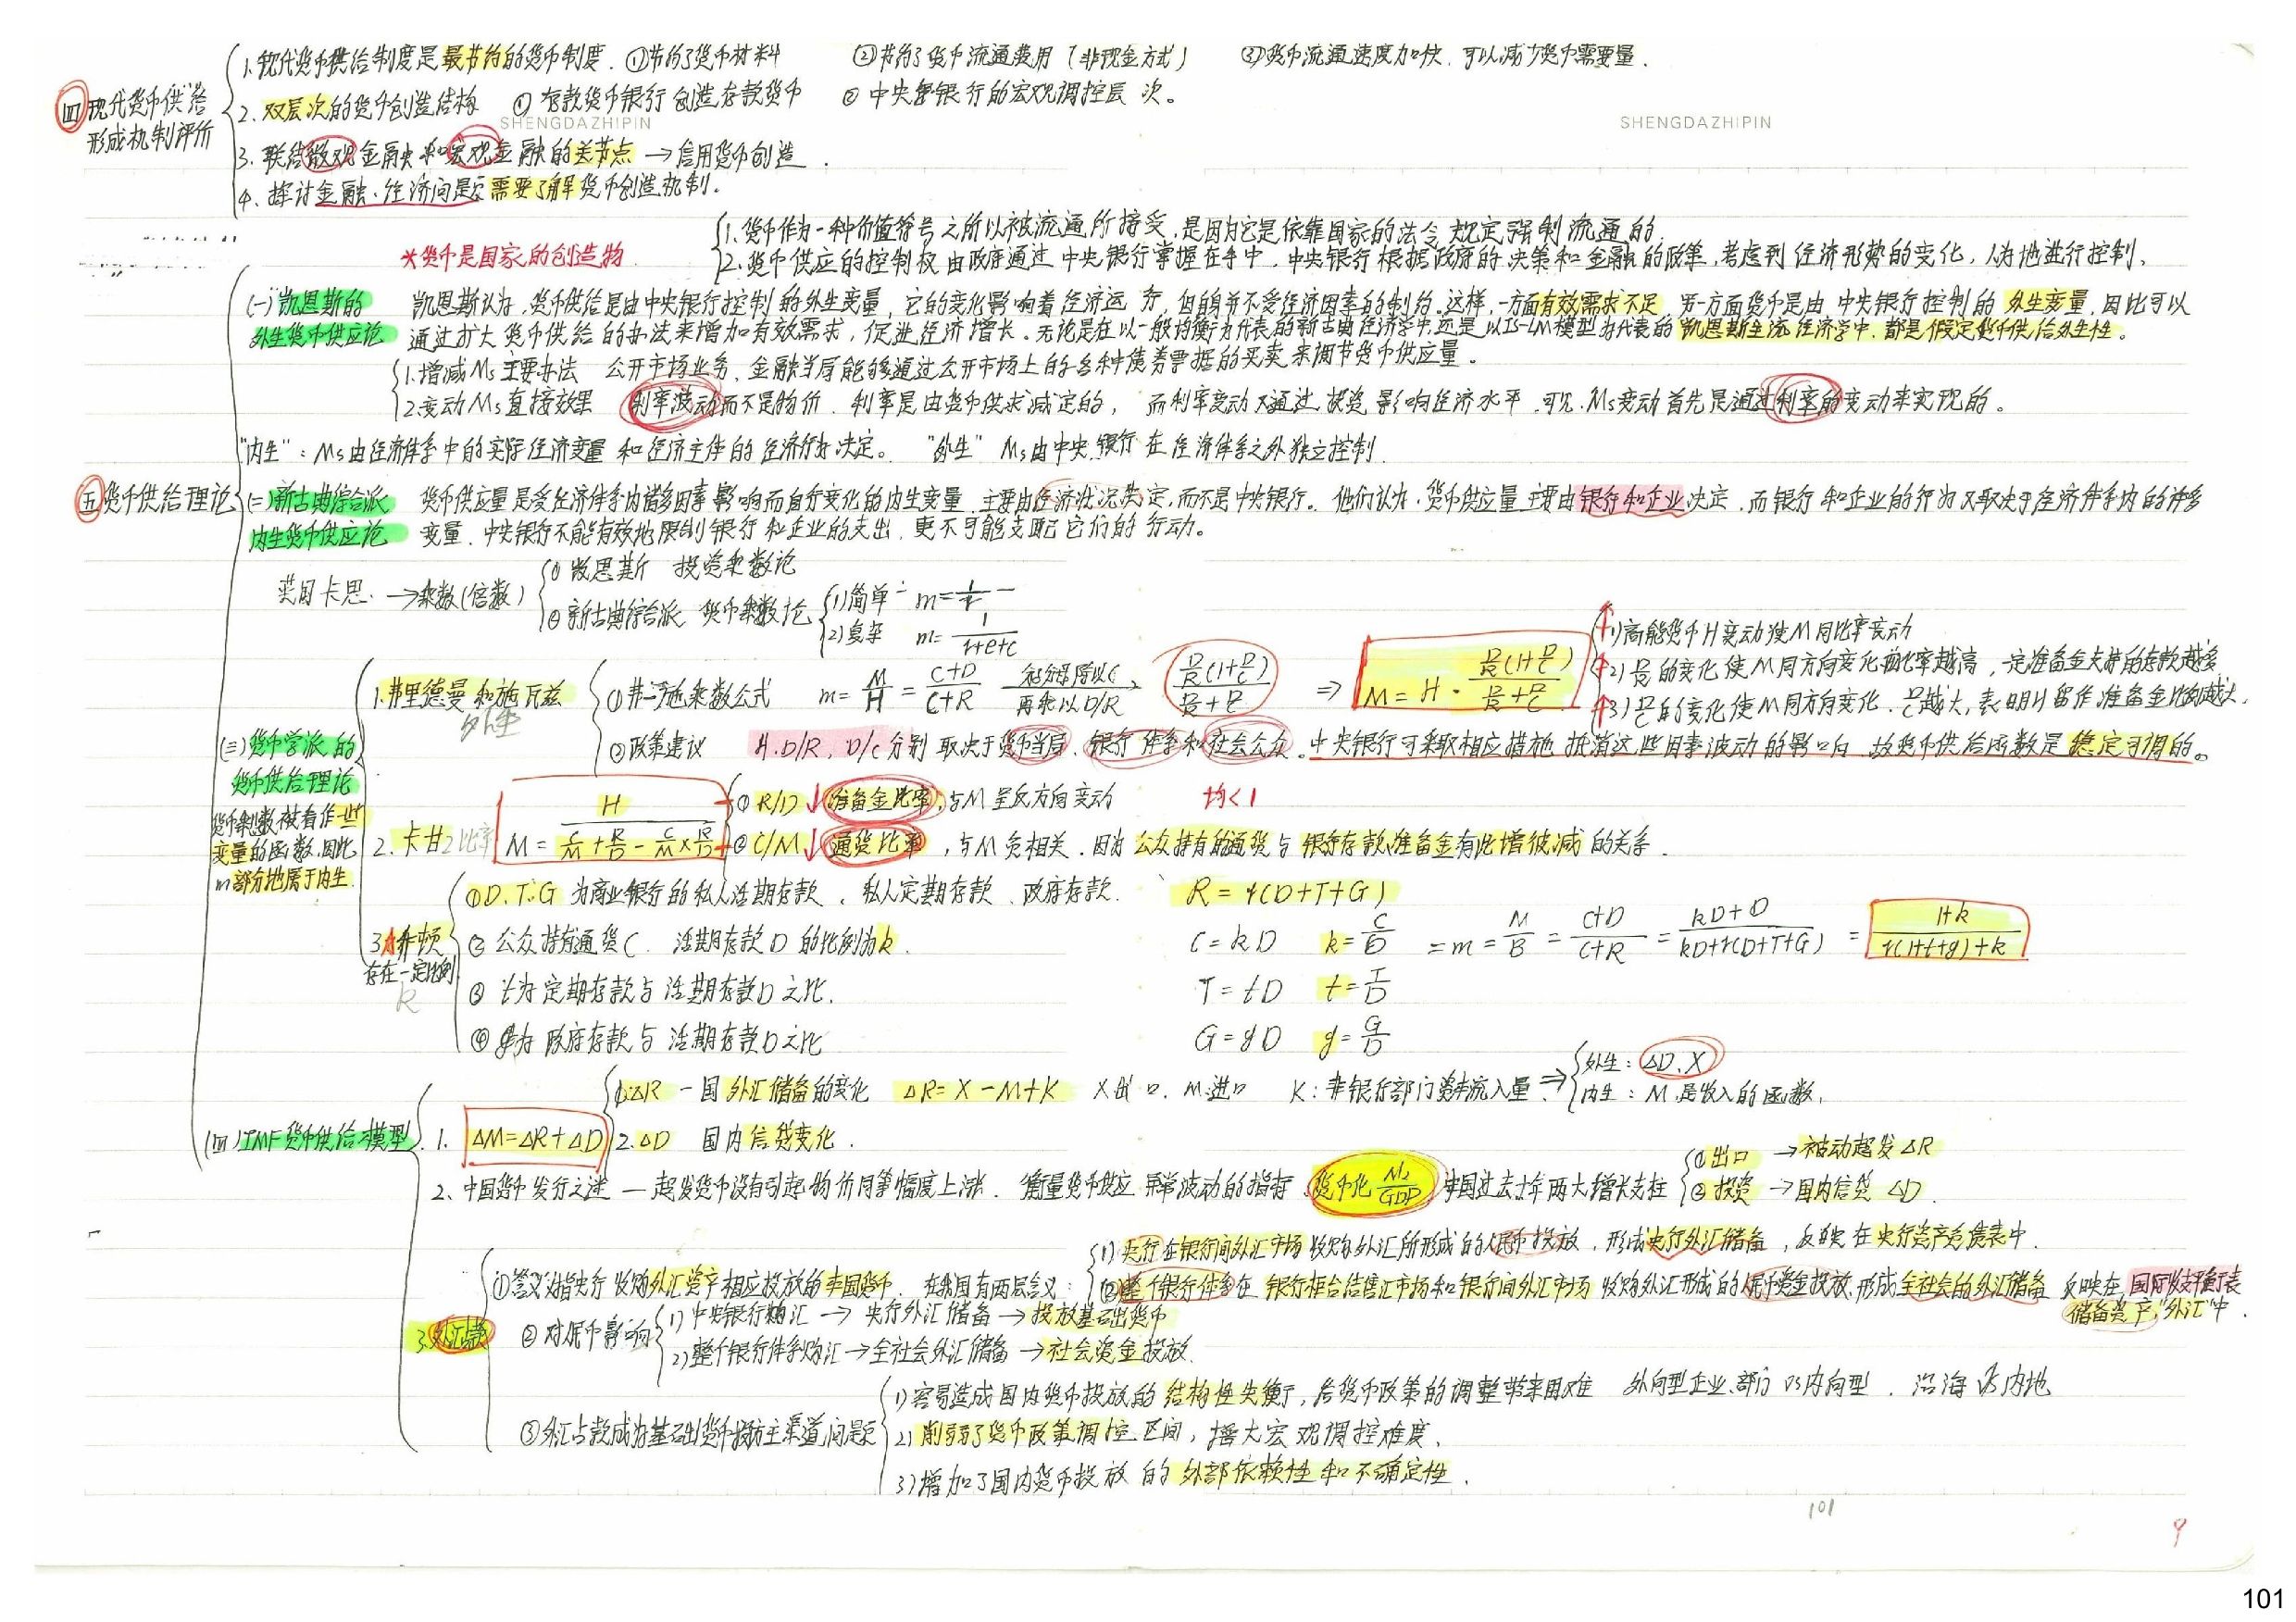 1. 现代货币供给制度是最节约的货币制度. ①节约了货币材料 ②节约了货币流通费用 (非现金方式) ③货币流通速度加快, 可以减少货币需要量.
四 现代货币供给形成机制评价
2. 双层次的货币创造结构 ① 存款货币银行创造存款货币 ② 中央银行的宏观调控层次。
SHENGDAZHIPIN
SHENGDAZHIPIN
3. 联结微观金融和宏观金融的关节点 → 信用货币创造.
4. 探讨金融、经济问题需要了解货币创造机制.
*货币是国家的创造物
1. 货币作为一种价值符号之所以被流通所接受, 是因为它是依靠国家的法令规定强制流通的.
2. 货币供应的控制权由政府通过中央银行掌握在手中. 中央银行根据政府的决策和金融的政策, 考虑到经济形势的变化, 人为地进行控制.
(一) 凯恩斯的外生货币供应论
凯恩斯认为, 货币供给是由中央银行控制的外生变量, 它的变化影响着经济运行, 但自身并不受经济因素的制约. 这样, 一方面有效需求不足 另一方面货币是由中央银行控制的外生变量, 因此可以
通过扩大货币供给的办法来增加有效需求, 促进经济增长. 无论是在以一般均衡为代表的新古典经济学中, 还是以IS-LM模型为代表的凯恩斯主流经济学中, 都是假定货币供给外生性。
1. 增减Ms主要办法 公开市场业务, 金融当局能够通过公开市场上的各种债券票据的买卖来调节货币供应量。
2. 变动Ms直接效果 利率波动而不是物价. 利率是由货币供求决定的, 而利率变动又通过投资影响经济水平. 可见, Ms变动首先是通过利率的变动来实现的。
"内生": Ms由经济体系中的实际经济变量和经济主体的经济行为决定。 "外生" Ms由中央银行在经济体系之外独立控制.
五 货币供给理论
(二) 新古典综合派内生货币供应论
货币供应量是受经济体系内诸多因素影响而自行变化的内生变量, 主要由经济状况决定, 而不是中央银行。他们认为, 货币供应量主要由银行和企业决定, 而银行和企业的行为又取决于经济体系内的许多
变量, 中央银行不能有效地限制银行和企业的支出, 更不可能支配它们的行动。
英国卡恩. → 乘数(倍数)
① 凯恩斯 投资乘数论
② 新古典综合派 货币乘数论
(1)简单 m=1/r
(2)复杂 m=1/(r+e+c)
(三) 货币学派的货币供给理论
货币乘数被看作一些变量的函数, 因此m部分地属于内生.
1. 弗里德曼和施瓦兹
外生
① 弗-施乘数公式 m=M/H=(C+D)/(C+R) 分子分母除以C 再乘以D/R D/R(1+D/C)/(D/R+D/C) ⇒ M=H·D/R(1+D/C)/(D/R+D/C)
1) 高能货币H变动使M同比率变动
2) D/R的变化使M同方向变化 越高, 一定准备金支持的存款越多
3) D/C的变化使M同方向变化. D/C越大, 表明H留作准备金比例越大.
② 政策建议 H. D/R, D/C分别取决于货币当局、银行体系和社会公众. 中央银行可采取相应措施抵消这些因素波动的影响, 故货币供给函数是稳定可测的。
2. 卡甘2比率 M=H/(C/M+R/D-C/M×R/D)
① R/D ↓ 准备金比率, 与M呈反方向变动 均<1
② C/M ↓ 通货比率, 与M负相关. 因为公众持有的通货与银行存款准备金有此增彼减的关系.
3. 乔顿
存在一定比例
k
① D. T. G 为商业银行的私人活期存款、私人定期存款、政府存款. R=r(D+T+G)
② 公众持有通货C. 活期存款D的比例为k. C=kD k=C/D =m=M/B=(C+D)/(C+R)=(kD+D)/(kD+r(D+T+G))=(1+k)/(r(1+t+g)+k)
③ t为定期存款与活期存款D之比. T=tD t=T/D
④ g为政府存款与活期存款D之比 G=gD g=G/D
(四) IMF货币供给模型
1. ΔM=ΔR+ΔD
1. ΔR 一国外汇储备的变化 ΔR=X-M+K X出口. M进口 K: 非银行部门资本流入量 ⇒
外生: ΔD. X
内生: M是收入的函数.
2. ΔD 国内信贷变化.
2. 中国货币发行之迷 — 超发货币没有引起物价同等幅度上涨. 衡量货币供应异常波动的指标: 货币化M2/GDP 中国过去十年两大增长支柱
① 出口 → 被动超发ΔR
② 投资 → 国内信贷ΔD.
3. 外汇占款
① 含义: 指央行收购外汇资产相应投放的本国货币. 在我国有两层含义:
(1) 央行在银行间外汇市场收购外汇所形成的人民币投放, 形成央行外汇储备, 反映在央行资产负债表中.
(2) 整个银行体系在银行柜台结售汇市场和银行间外汇市场收购外汇形成的人民币资金投放, 形成全社会的外汇储备 反映在国际收支平衡表储备资产"外汇"中.
② 对人民币影响
1) 中央银行购汇 → 央行外汇储备 → 投放基础货币
2) 整个银行体系购汇 → 全社会外汇储备 → 社会资金投放.
③ 外汇占款成为基础货币投放主渠道问题
1) 容易造成国内货币投放的结构性失衡, 给货币政策的调整带来困难 外向型企业、部门 vs 内向型. 沿海 vs 内地
2) 削弱了货币政策调控区间, 增大宏观调控难度.
3) 增加了国内货币投放的外部依赖性和不确定性.
101
9
101